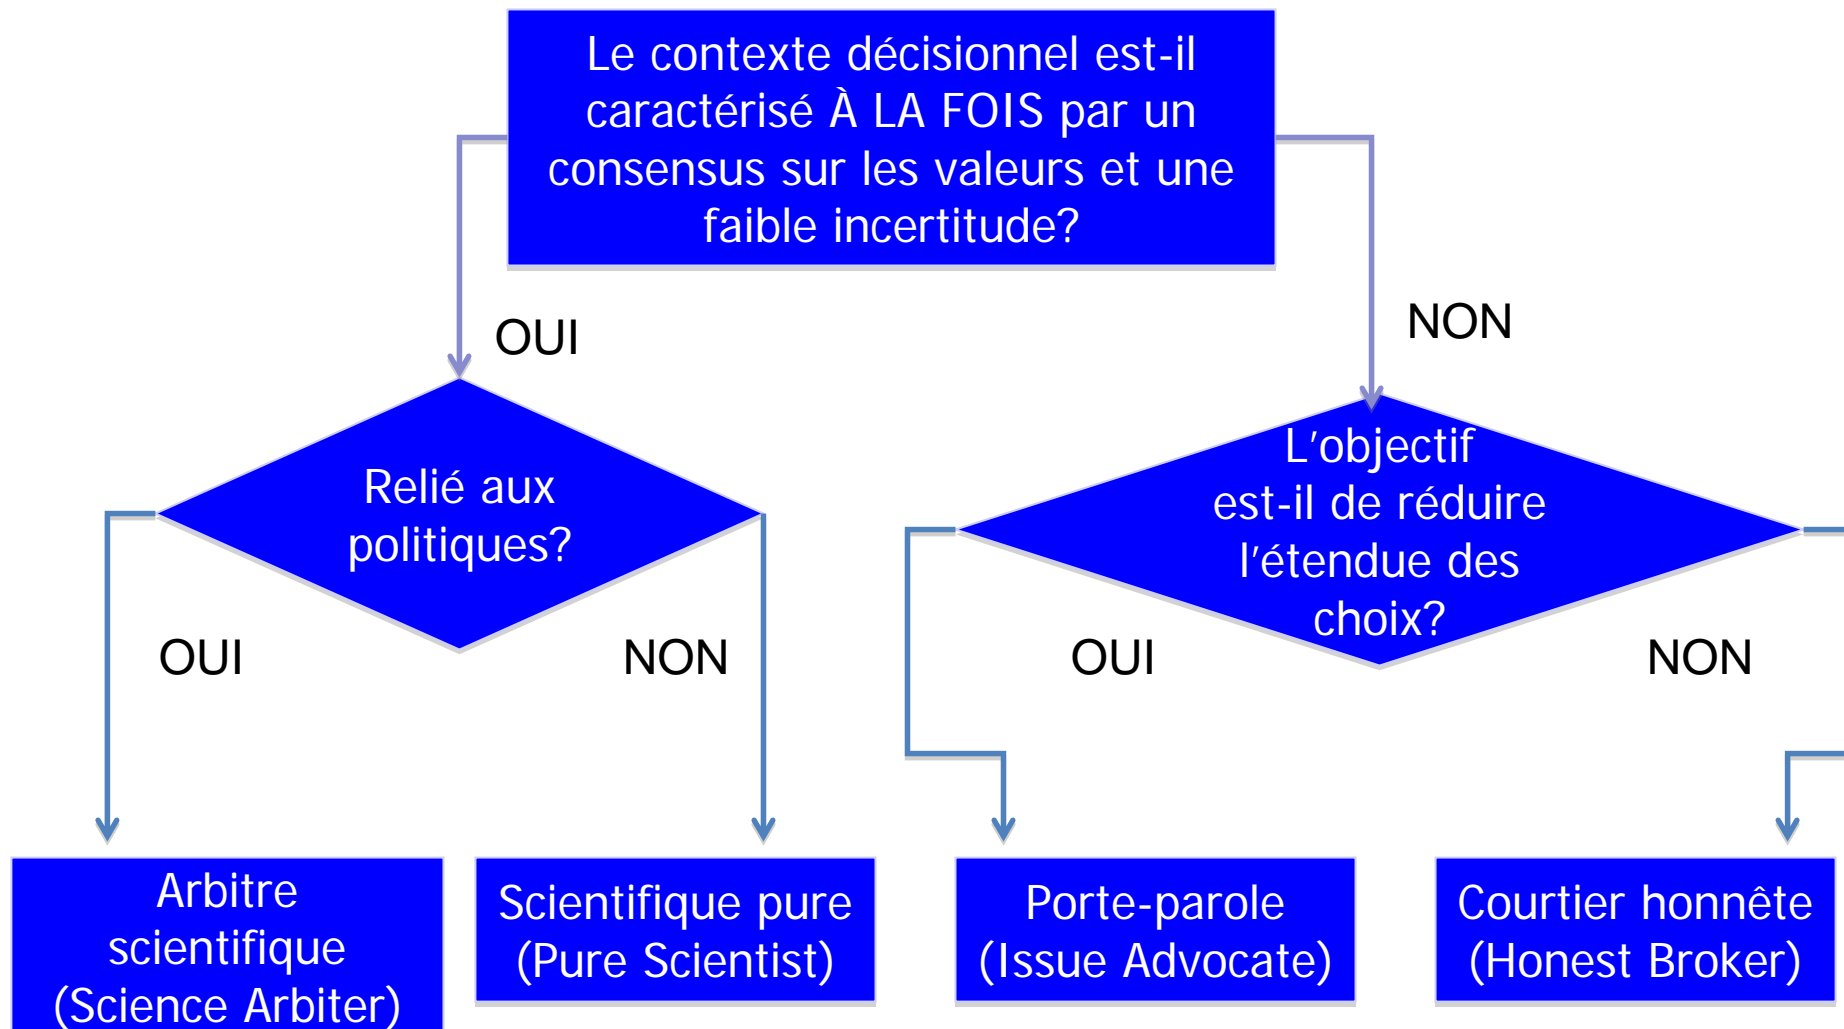 Le contexte décisionnel est-il
caractérisé À LA FOIS par un
consensus sur les valeurs et une
faible incertitude?
OUI
NON
Relié aux
politiques?
L'objectif
est-il de réduire
l'étendue des
choix?
OUI
NON
OUI
NON
Arbitre
scientifique
(Science Arbiter)
Scientifique pure
(Pure Scientist)
Porte-parole
(Issue Advocate)
Courtier honnête
(Honest Broker)